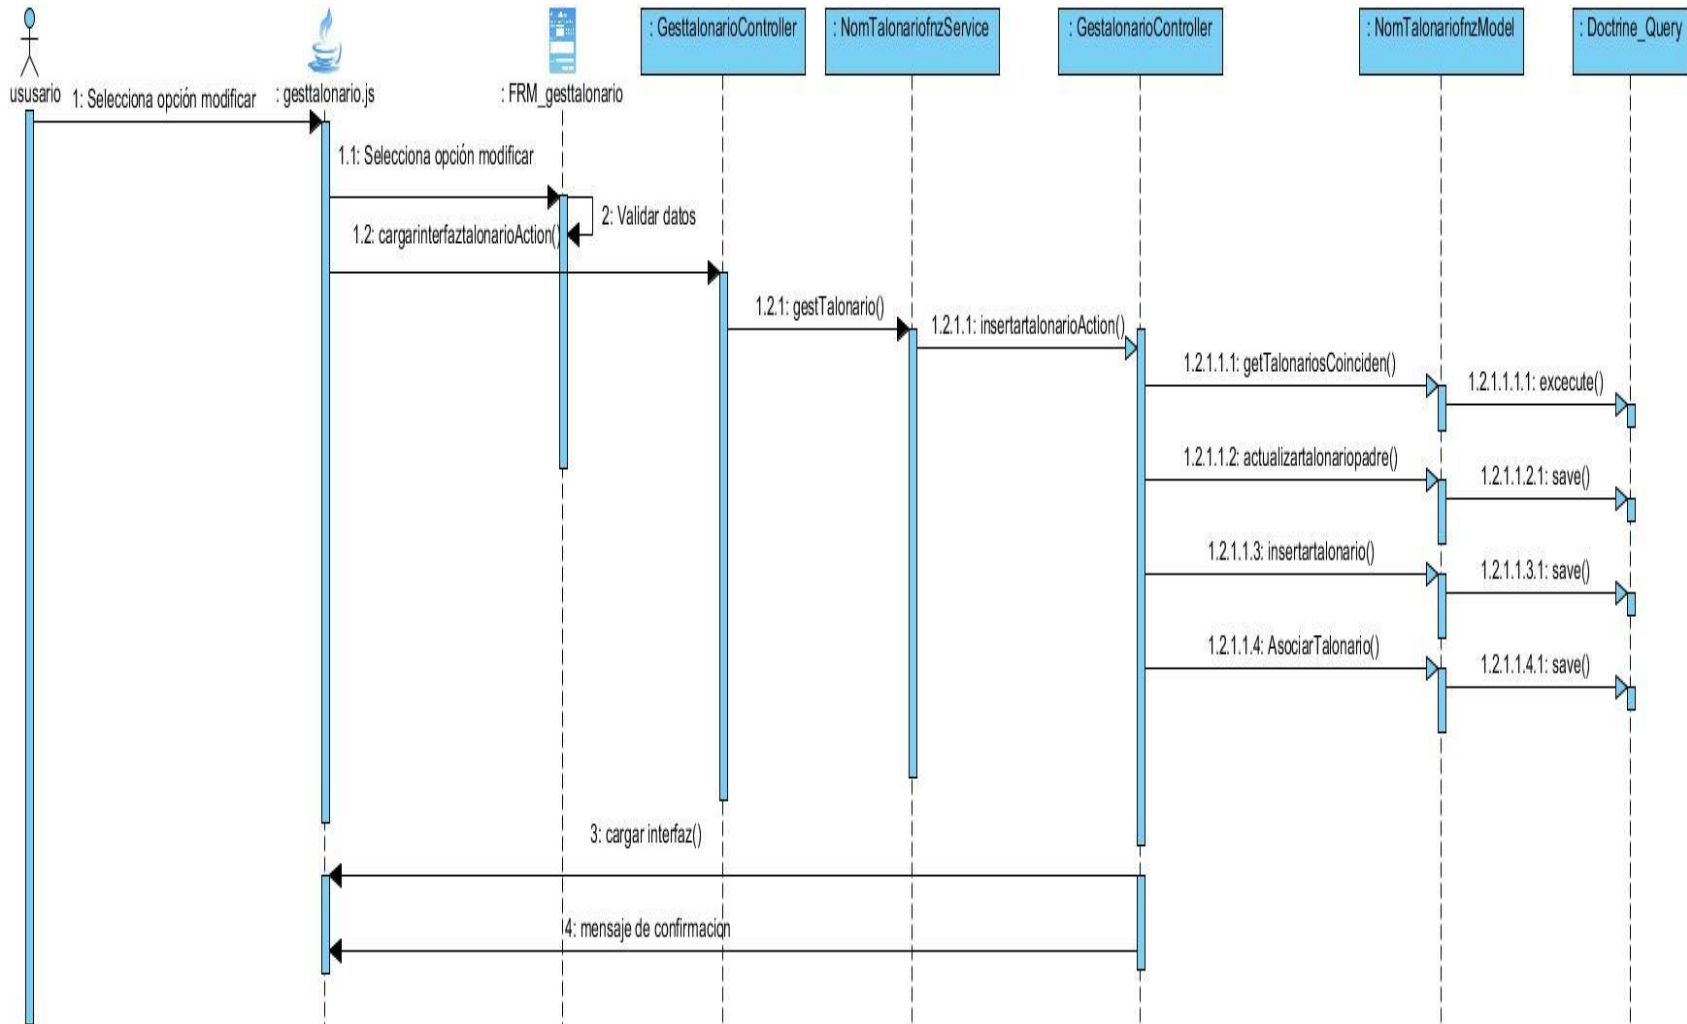 : GesttalonarioController
: NomTalonariofnzService
: GestalonarioController
: NomTalonariofnzModel
: Doctrine_Query
ususario
: gesttalonario.js
: FRM_gesttalonario
1: Selecciona opción modificar
1.1: Selecciona opción modificar
2: Validar datos
1.2: cargarinterfaztalonarioAction()
1.2.1: gestTalonario()
1.2.1.1: insertartalonarioAction()
1.2.1.1.1: getTalonariosCoinciden()
1.2.1.1.1.1: excecute()
1.2.1.1.2: actualizartalonariopadre()
1.2.1.1.2.1: save()
1.2.1.1.3: insertartalonario()
1.2.1.1.3.1: save()
1.2.1.1.4: AsociarTalonario()
1.2.1.1.4.1: save()
3: cargar interfaz()
4: mensaje de confirmacion